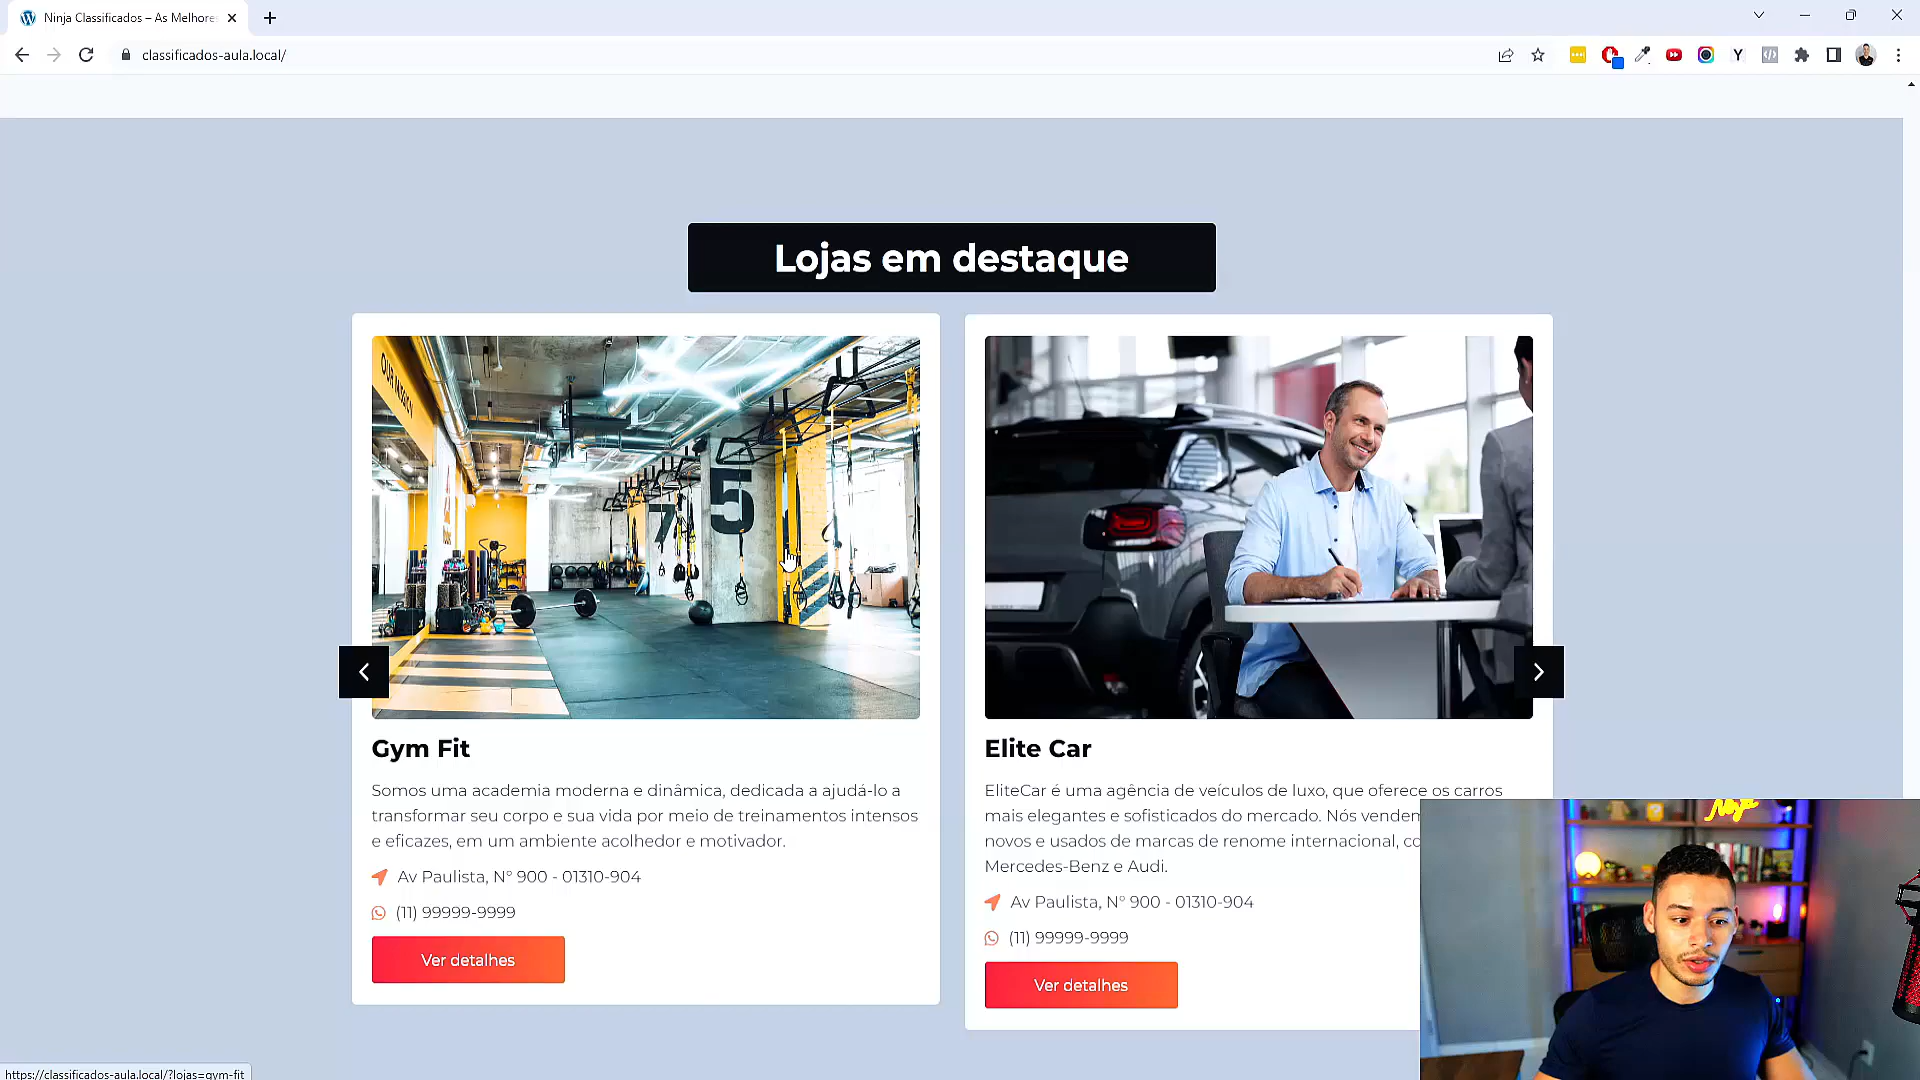 Ninja Classificados – As Melhores
classificados-aula.local/
Lojas em destaque
5
7
Gym Fit
Somos uma academia moderna e dinâmica, dedicada a ajudá-lo a
transformar seu corpo e sua vida por meio de treinamentos intensos
e eficazes, em um ambiente acolhedor e motivador.
Av Paulista, N° 900 - 01310-904
(11) 99999-9999
Ver detalhes
Elite Car
EliteCar é uma agência de veículos de luxo, que oferece os carros
mais elegantes e sofisticados do mercado. Nós vendem
novos e usados de marcas de renome internacional, co
Mercedes-Benz e Audi.
Av Paulista, N° 900 - 01310-904
(11) 99999-9999
Ver detalhes
https://classificados-aula.local/?lojas=gym-fit